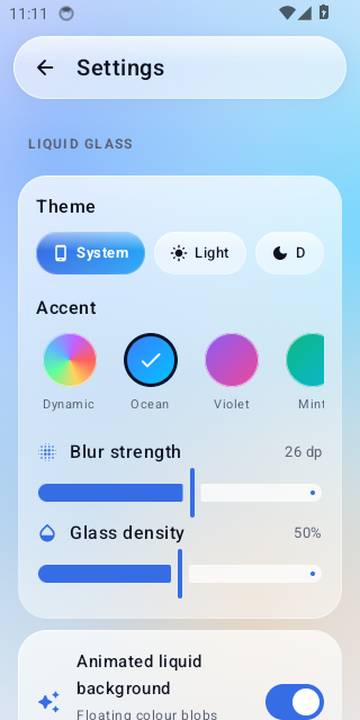 11:11
Settings
LIQUID GLASS
Theme
System Light D
Accent
Dynamic Ocean Violet Mint
Blur strength 26 dp
Glass density 50%
Animated liquid
background
Floating colour blobs